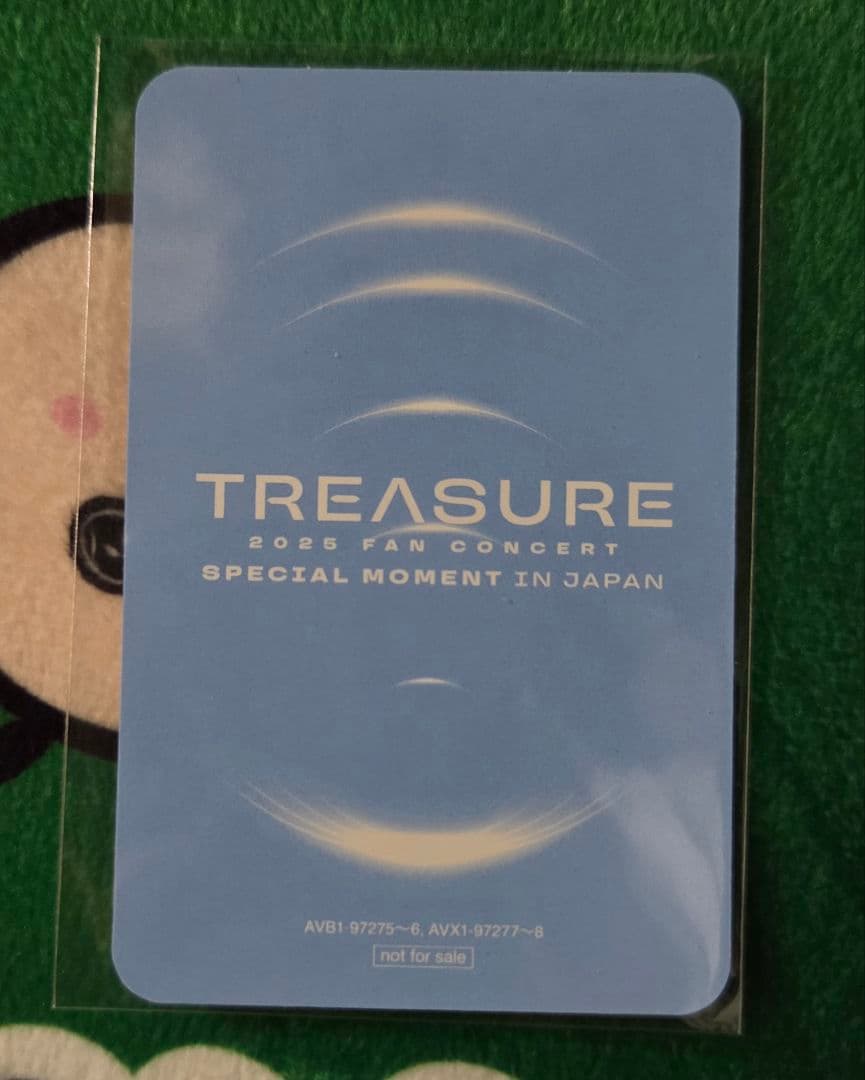 TREASURE
2025 FAN CONCERT
SPECIAL MOMENT IN JAPAN
AVB1-97275~6, AVX1-97277~8
not for sale